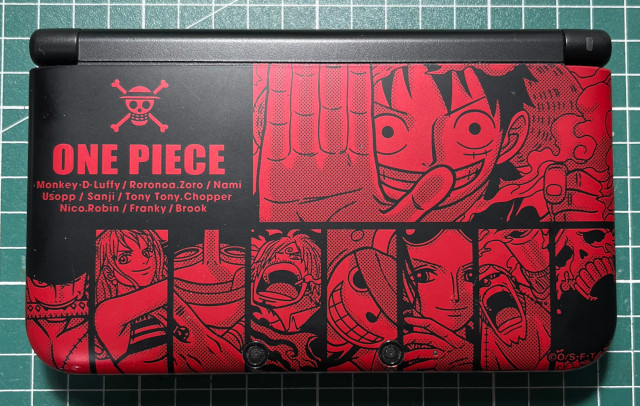 ONE PIECE
Monkey·D·Luffy / Roronoa.Zoro / Nami
Usopp / Sanji / Tony Tony.Chopper
Nico.Robin / Franky / Brook
©O/S·F·T